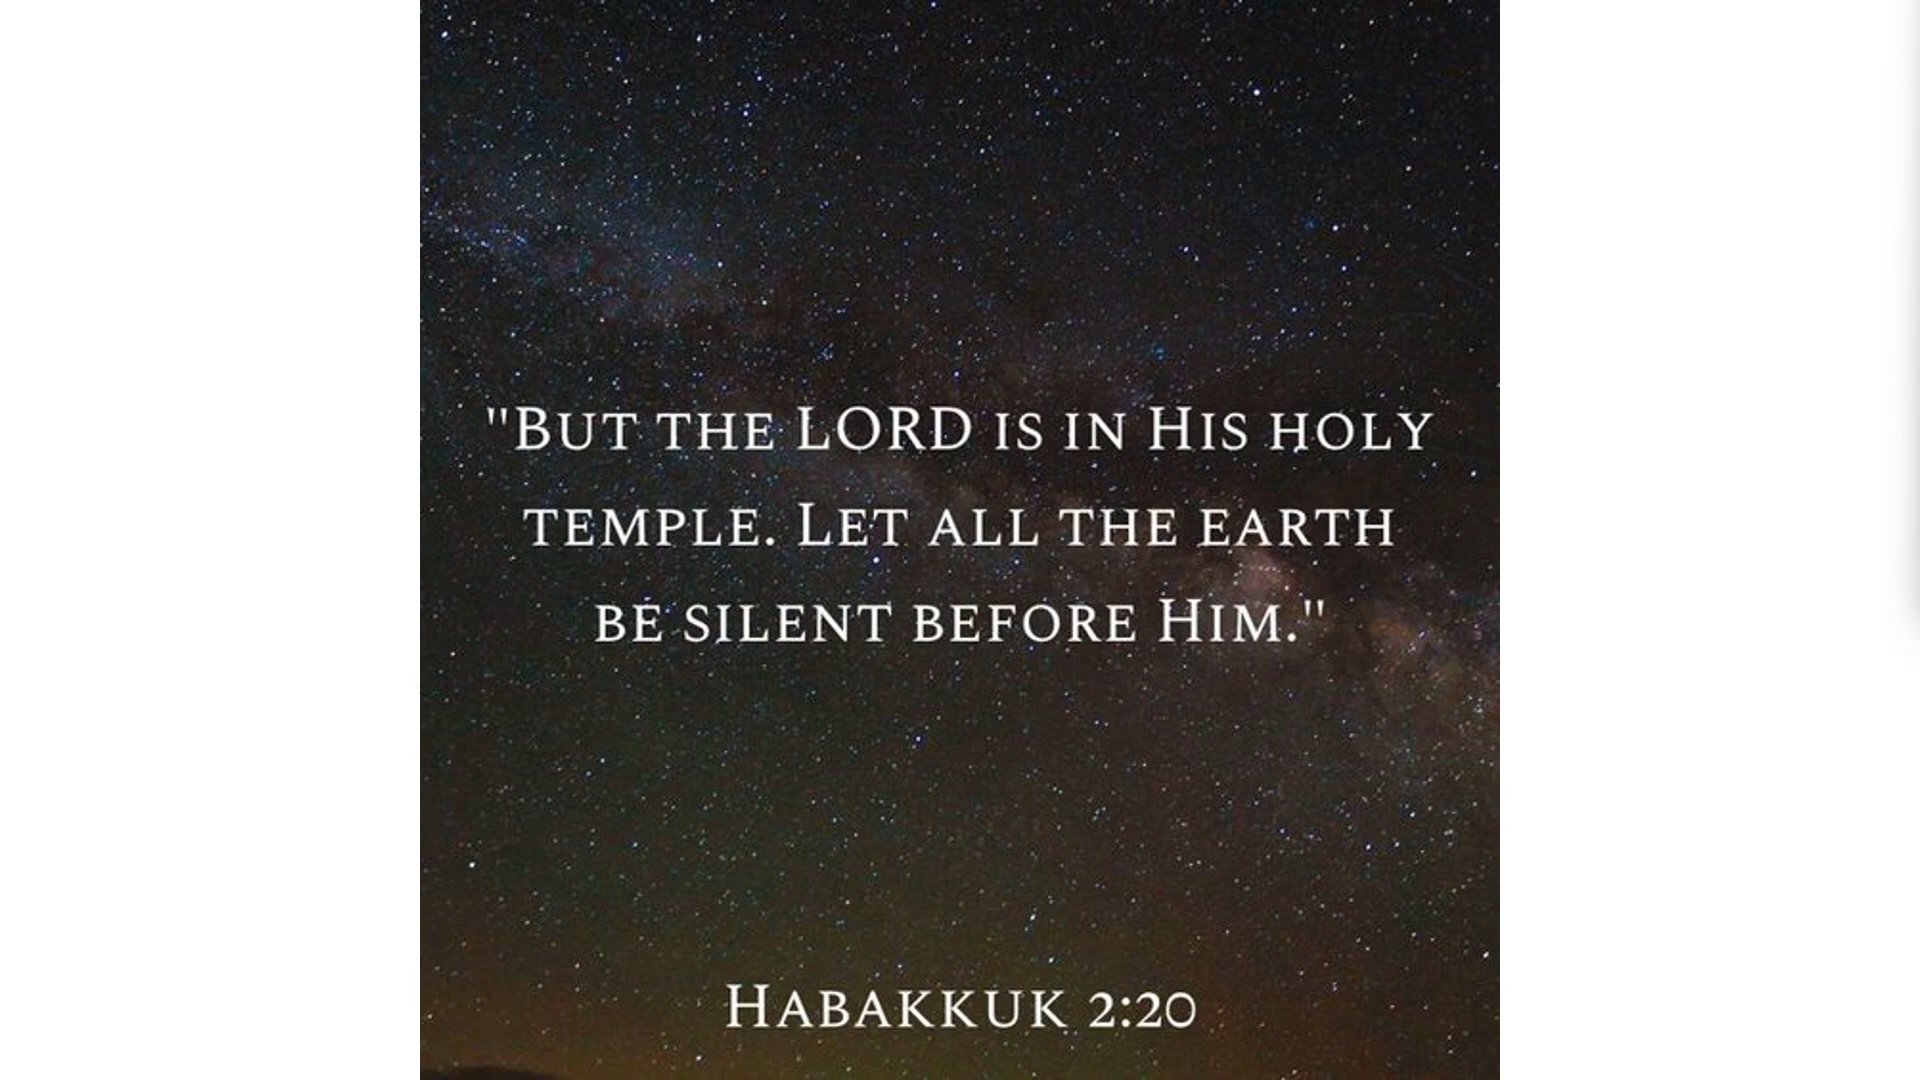 "But the LORD is in His holy
temple. Let all the earth
be silent before Him."
Habakkuk 2:20